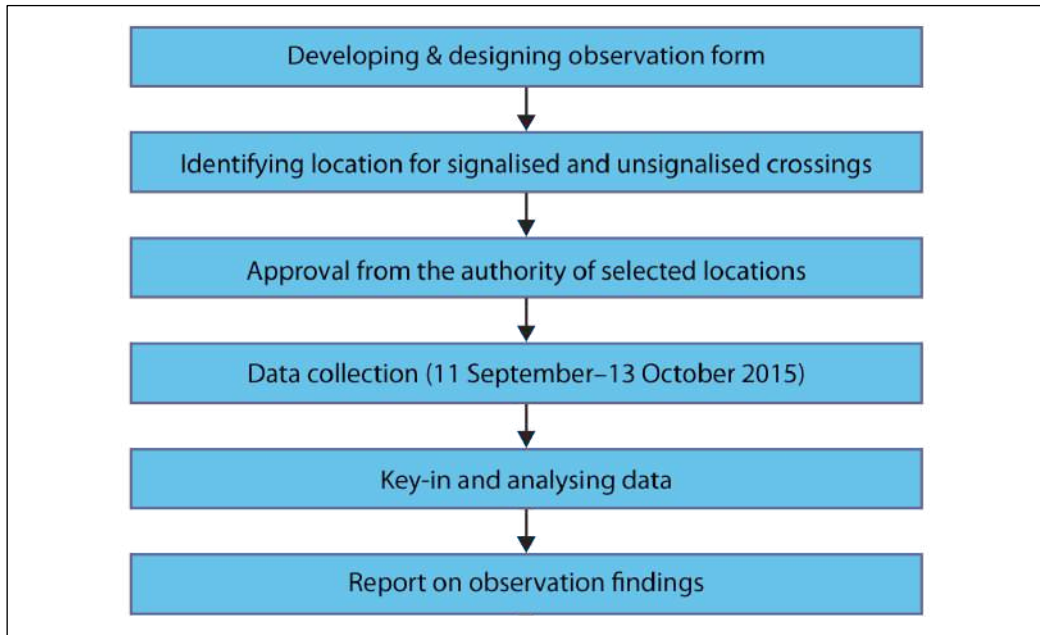 Developing & designing observation form
Identifying location for signalised and unsignalised crossings
Approval from the authority of selected locations
Data collection (11 September–13 October 2015)
Key-in and analysing data
Report on observation findings